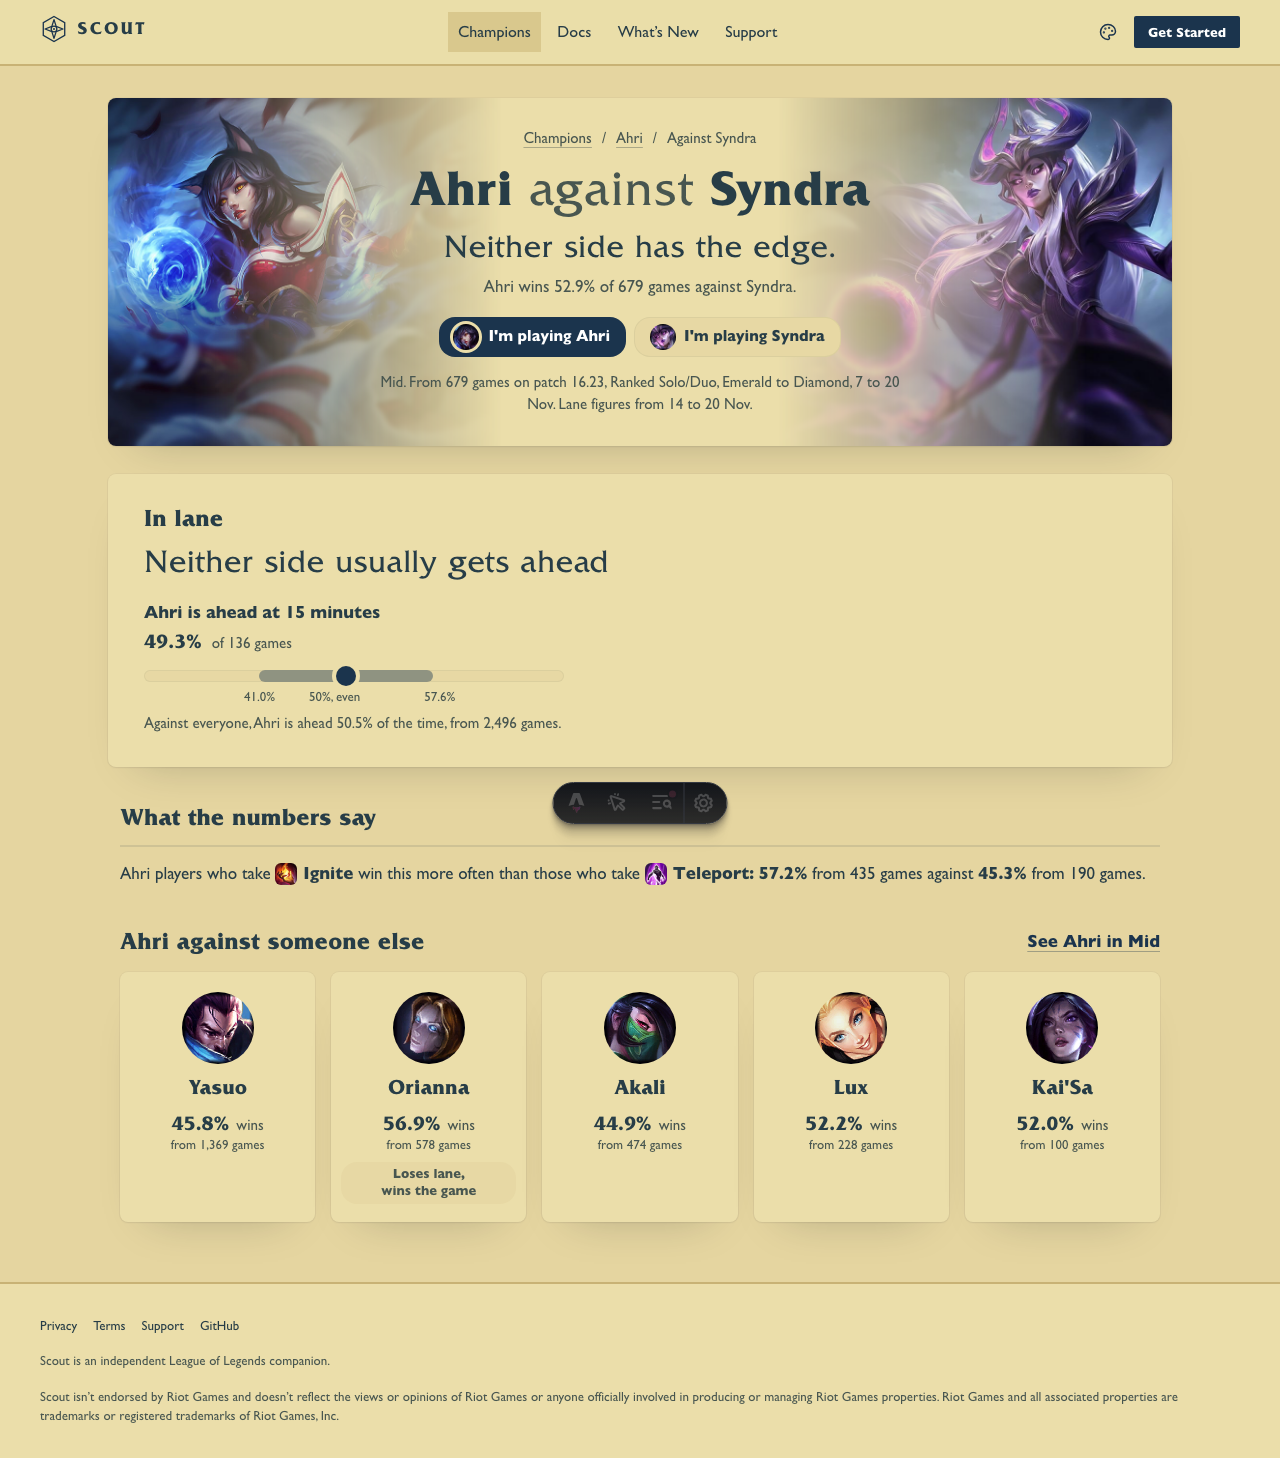 SCOUT
Champions
Docs
What's New
Support
Get Started
Champions / Ahri / Against Syndra
Ahri against Syndra
Neither side has the edge.
Ahri wins 52.9% of 679 games against Syndra.
I'm playing Ahri
I'm playing Syndra
Mid. From 679 games on patch 16.23, Ranked Solo/Duo, Emerald to Diamond, 7 to 20
Nov. Lane figures from 14 to 20 Nov.
In lane
Neither side usually gets ahead
Ahri is ahead at 15 minutes
49.3% of 136 games
41.0%
50%, even
57.6%
Against everyone, Ahri is ahead 50.5% of the time, from 2,496 games.
What the numbers say
Ahri players who take Ignite win this more often than those who take Teleport: 57.2% from 435 games against 45.3% from 190 games.
Ahri against someone else
See Ahri in Mid
Yasuo
45.8% wins
from 1,369 games
Orianna
56.9% wins
from 578 games
Loses lane,
wins the game
Akali
44.9% wins
from 474 games
Lux
52.2% wins
from 228 games
Kai'Sa
52.0% wins
from 100 games
Privacy
Terms
Support
GitHub
Scout is an independent League of Legends companion.
Scout isn't endorsed by Riot Games and doesn't reflect the views or opinions of Riot Games or anyone officially involved in producing or managing Riot Games properties. Riot Games and all associated properties are
trademarks or registered trademarks of Riot Games, Inc.